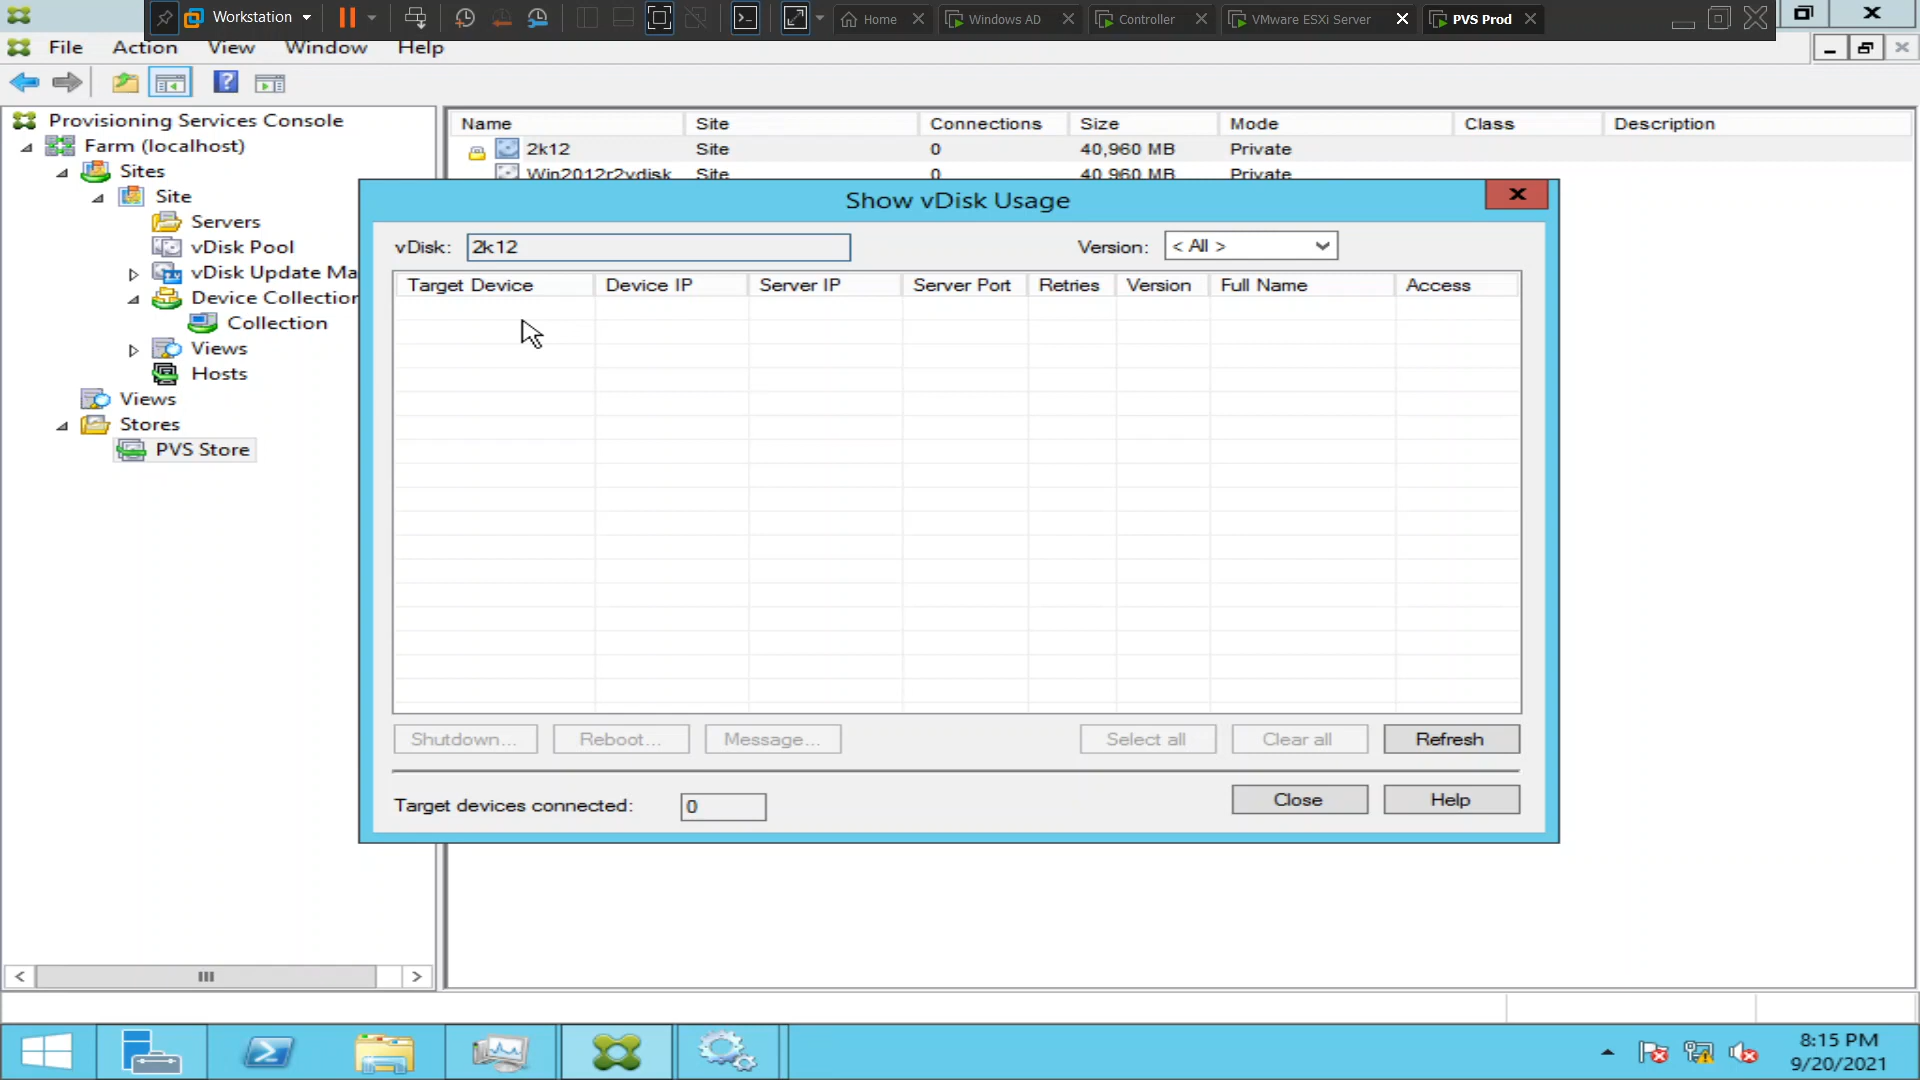 Workstation
Home
Windows AD
Controller
VMware ESXi Server
PVS Prod
File Action View Window Help
Provisioning Services Console
Farm (localhost)
Sites
Site
Servers
vDisk Pool
vDisk Update Ma
Device Collection
Collection
Views
Hosts
Views
Stores
PVS Store
Name Site Connections Size Mode Class Description
2k12 Site 0 40,960 MB Private
Win2012r2vdisk Site 0 40,960 MB Private
Show vDisk Usage
vDisk: 2k12 Version: < All >
Target Device Device IP Server IP Server Port Retries Version Full Name Access
Shutdown... Reboot... Message... Select all Clear all Refresh
Target devices connected: 0 Close Help
8:15 PM
9/20/2021